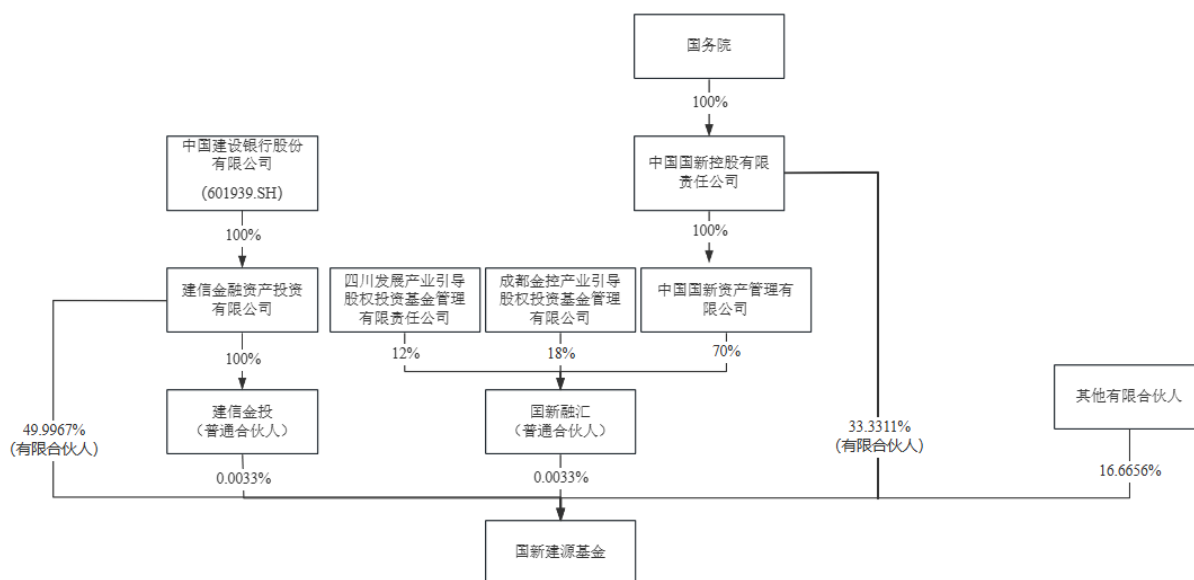 国务院
100%
中国建设银行股份
有限公司
（601939.SH）
中国国新控股有限
责任公司
100%
100%
建信金融资产投资
有限公司
四川发展产业引导
股权投资基金管理
有限责任公司
成都金控产业引导
股权投资基金管理
有限公司
中国国新资产管理有
限公司
100%
12%
18%
70%
建信金投
（普通合伙人）
国新融汇
（普通合伙人）
其他有限合伙人
49.9967%
(有限合伙人)
33.3311%
(有限合伙人)
0.0033%
0.0033%
16.6656%
国新建源基金